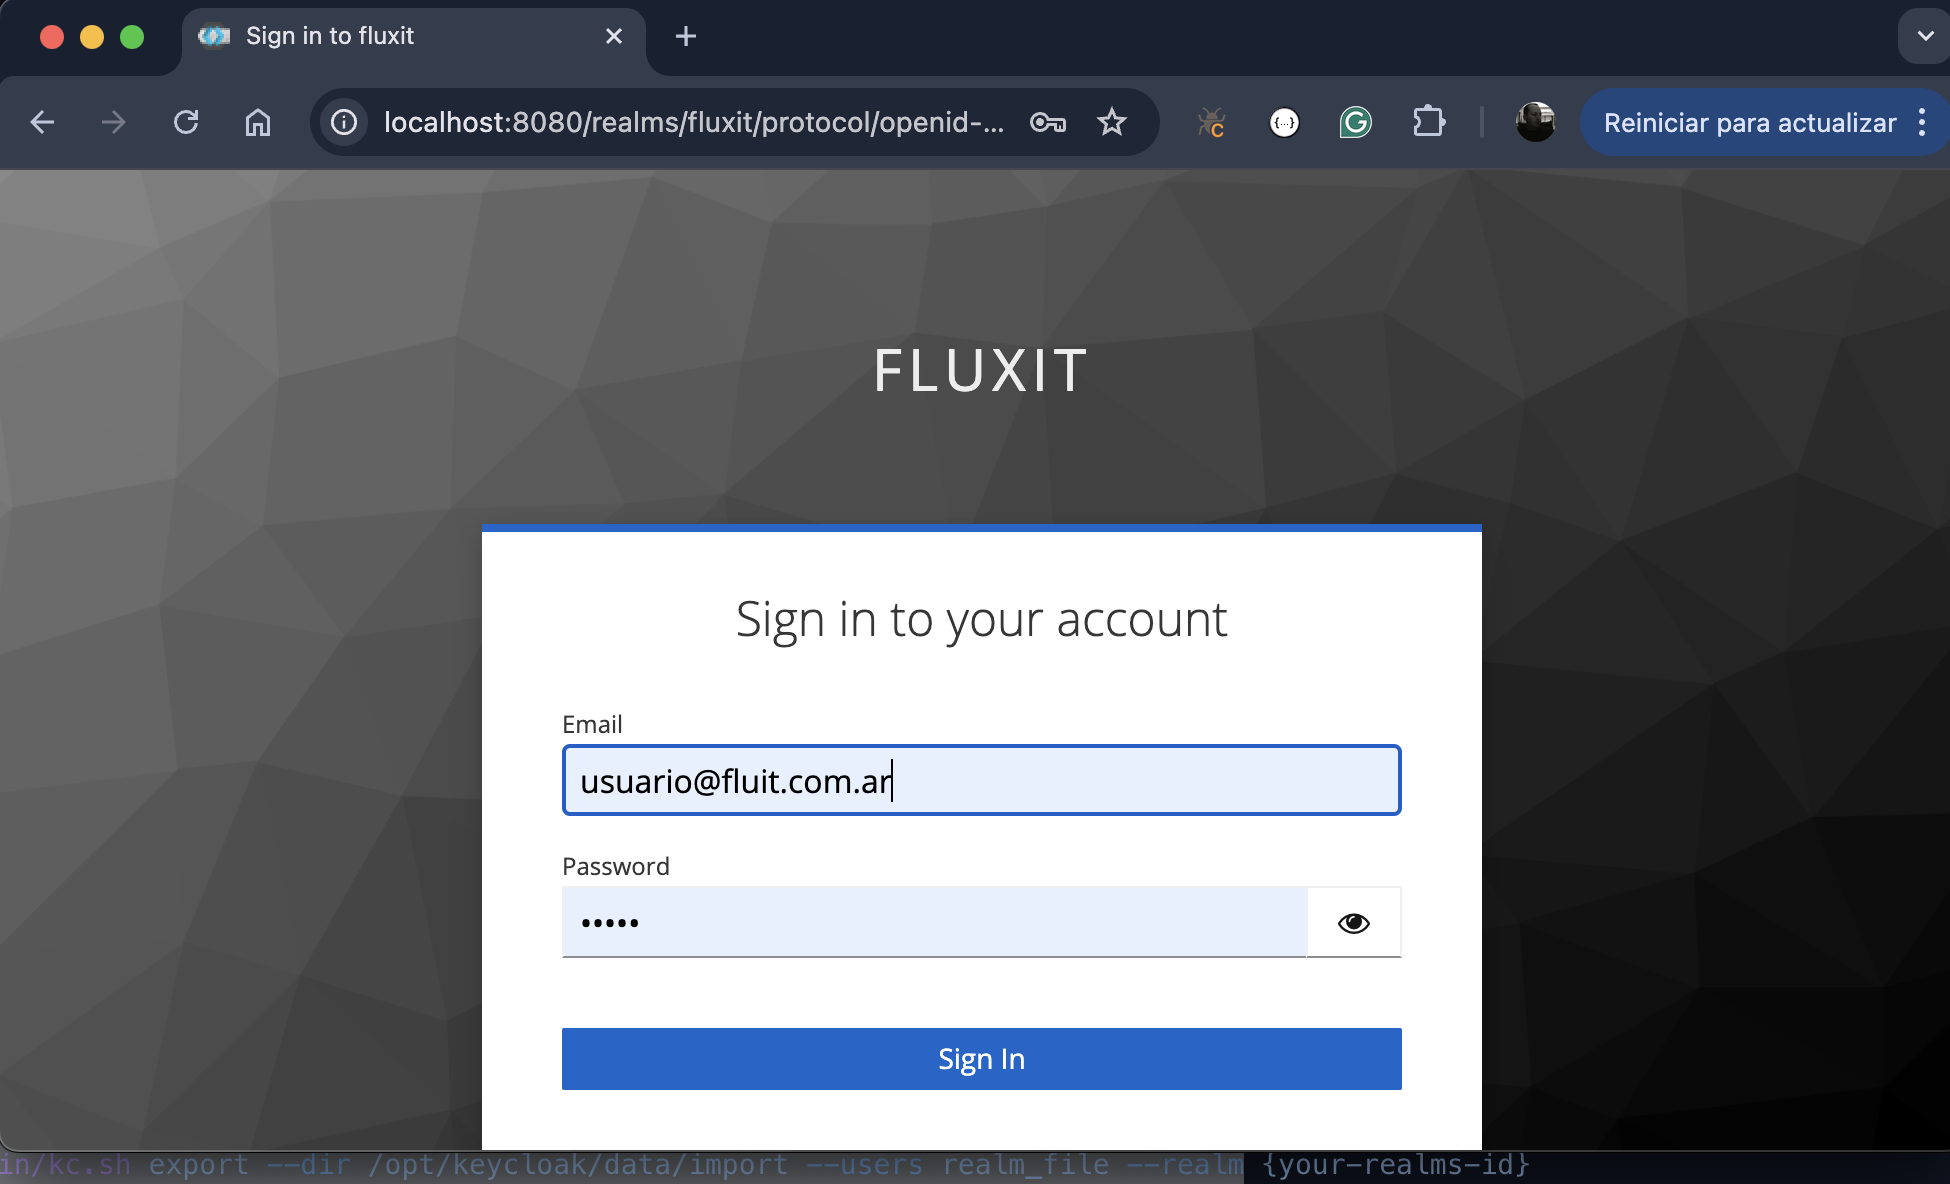 Sign in to fluxit
localhost:8080/realms/fluxit/protocol/openid-...
Reiniciar para actualizar
FLUXIT
Sign in to your account
Email
usuario@fluit.com.ar
Password
•••••
Sign In
in/kc.sh export --dir /opt/keycloak/data/import --users realm_file --realm {your-realms-id}